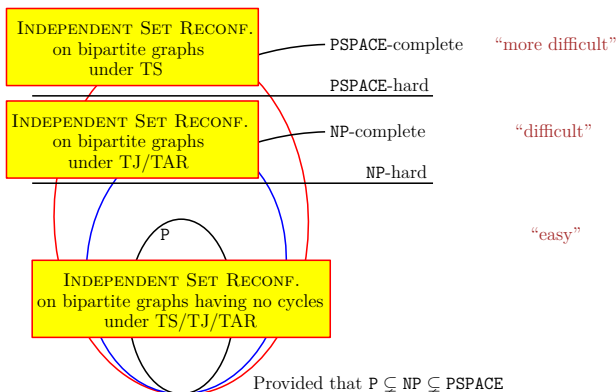 INDEPENDENT SET RECONF.
on bipartite graphs
under TS
PSPACE-complete
“more difficult”
PSPACE-hard
INDEPENDENT SET RECONF.
on bipartite graphs
under TJ/TAR
NP-complete
“difficult”
NP-hard
P
“easy”
INDEPENDENT SET RECONF.
on bipartite graphs having no cycles
under TS/TJ/TAR
Provided that P ⊊ NP ⊊ PSPACE